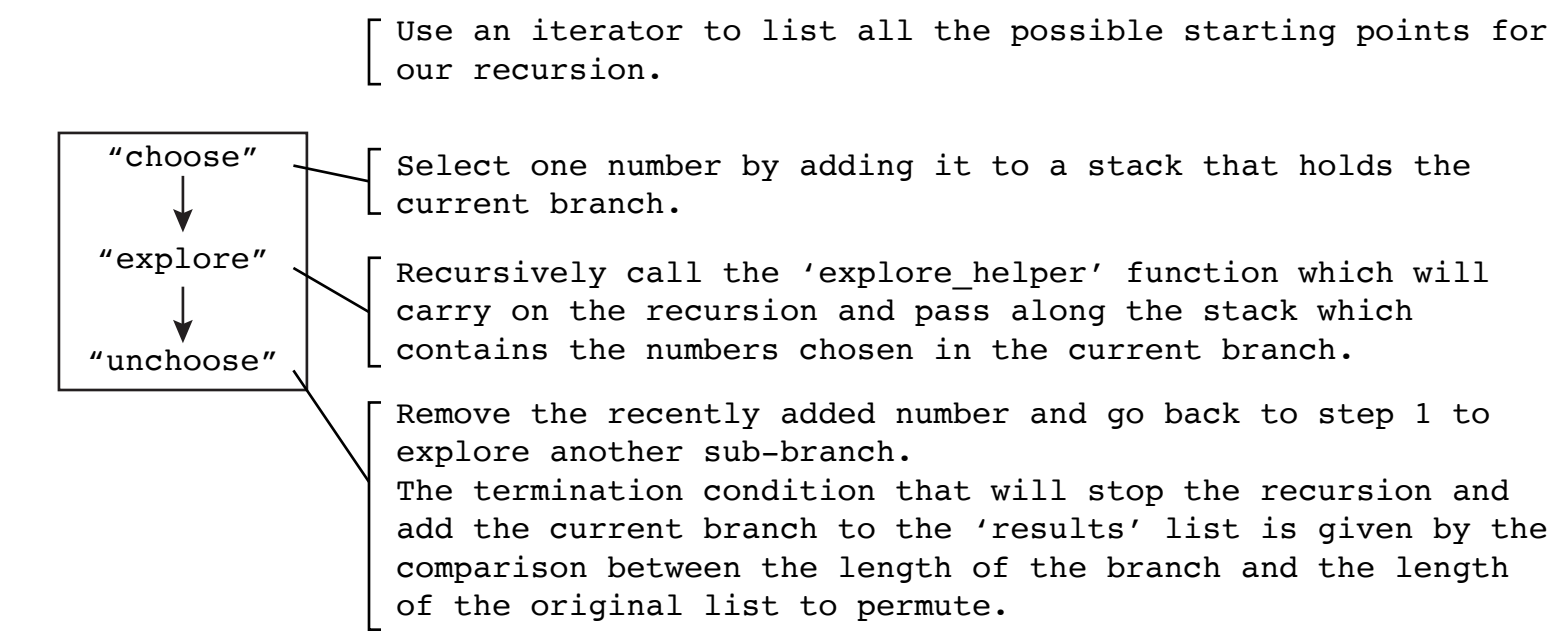 Use an iterator to list all the possible starting points for
our recursion.
“choose”
Select one number by adding it to a stack that holds the
current branch.
“explore”
Recursively call the ‘explore_helper’ function which will
carry on the recursion and pass along the stack which
contains the numbers chosen in the current branch.
“unchoose”
Remove the recently added number and go back to step 1 to
explore another sub-branch.
The termination condition that will stop the recursion and
add the current branch to the ‘results’ list is given by the
comparison between the length of the branch and the length
of the original list to permute.